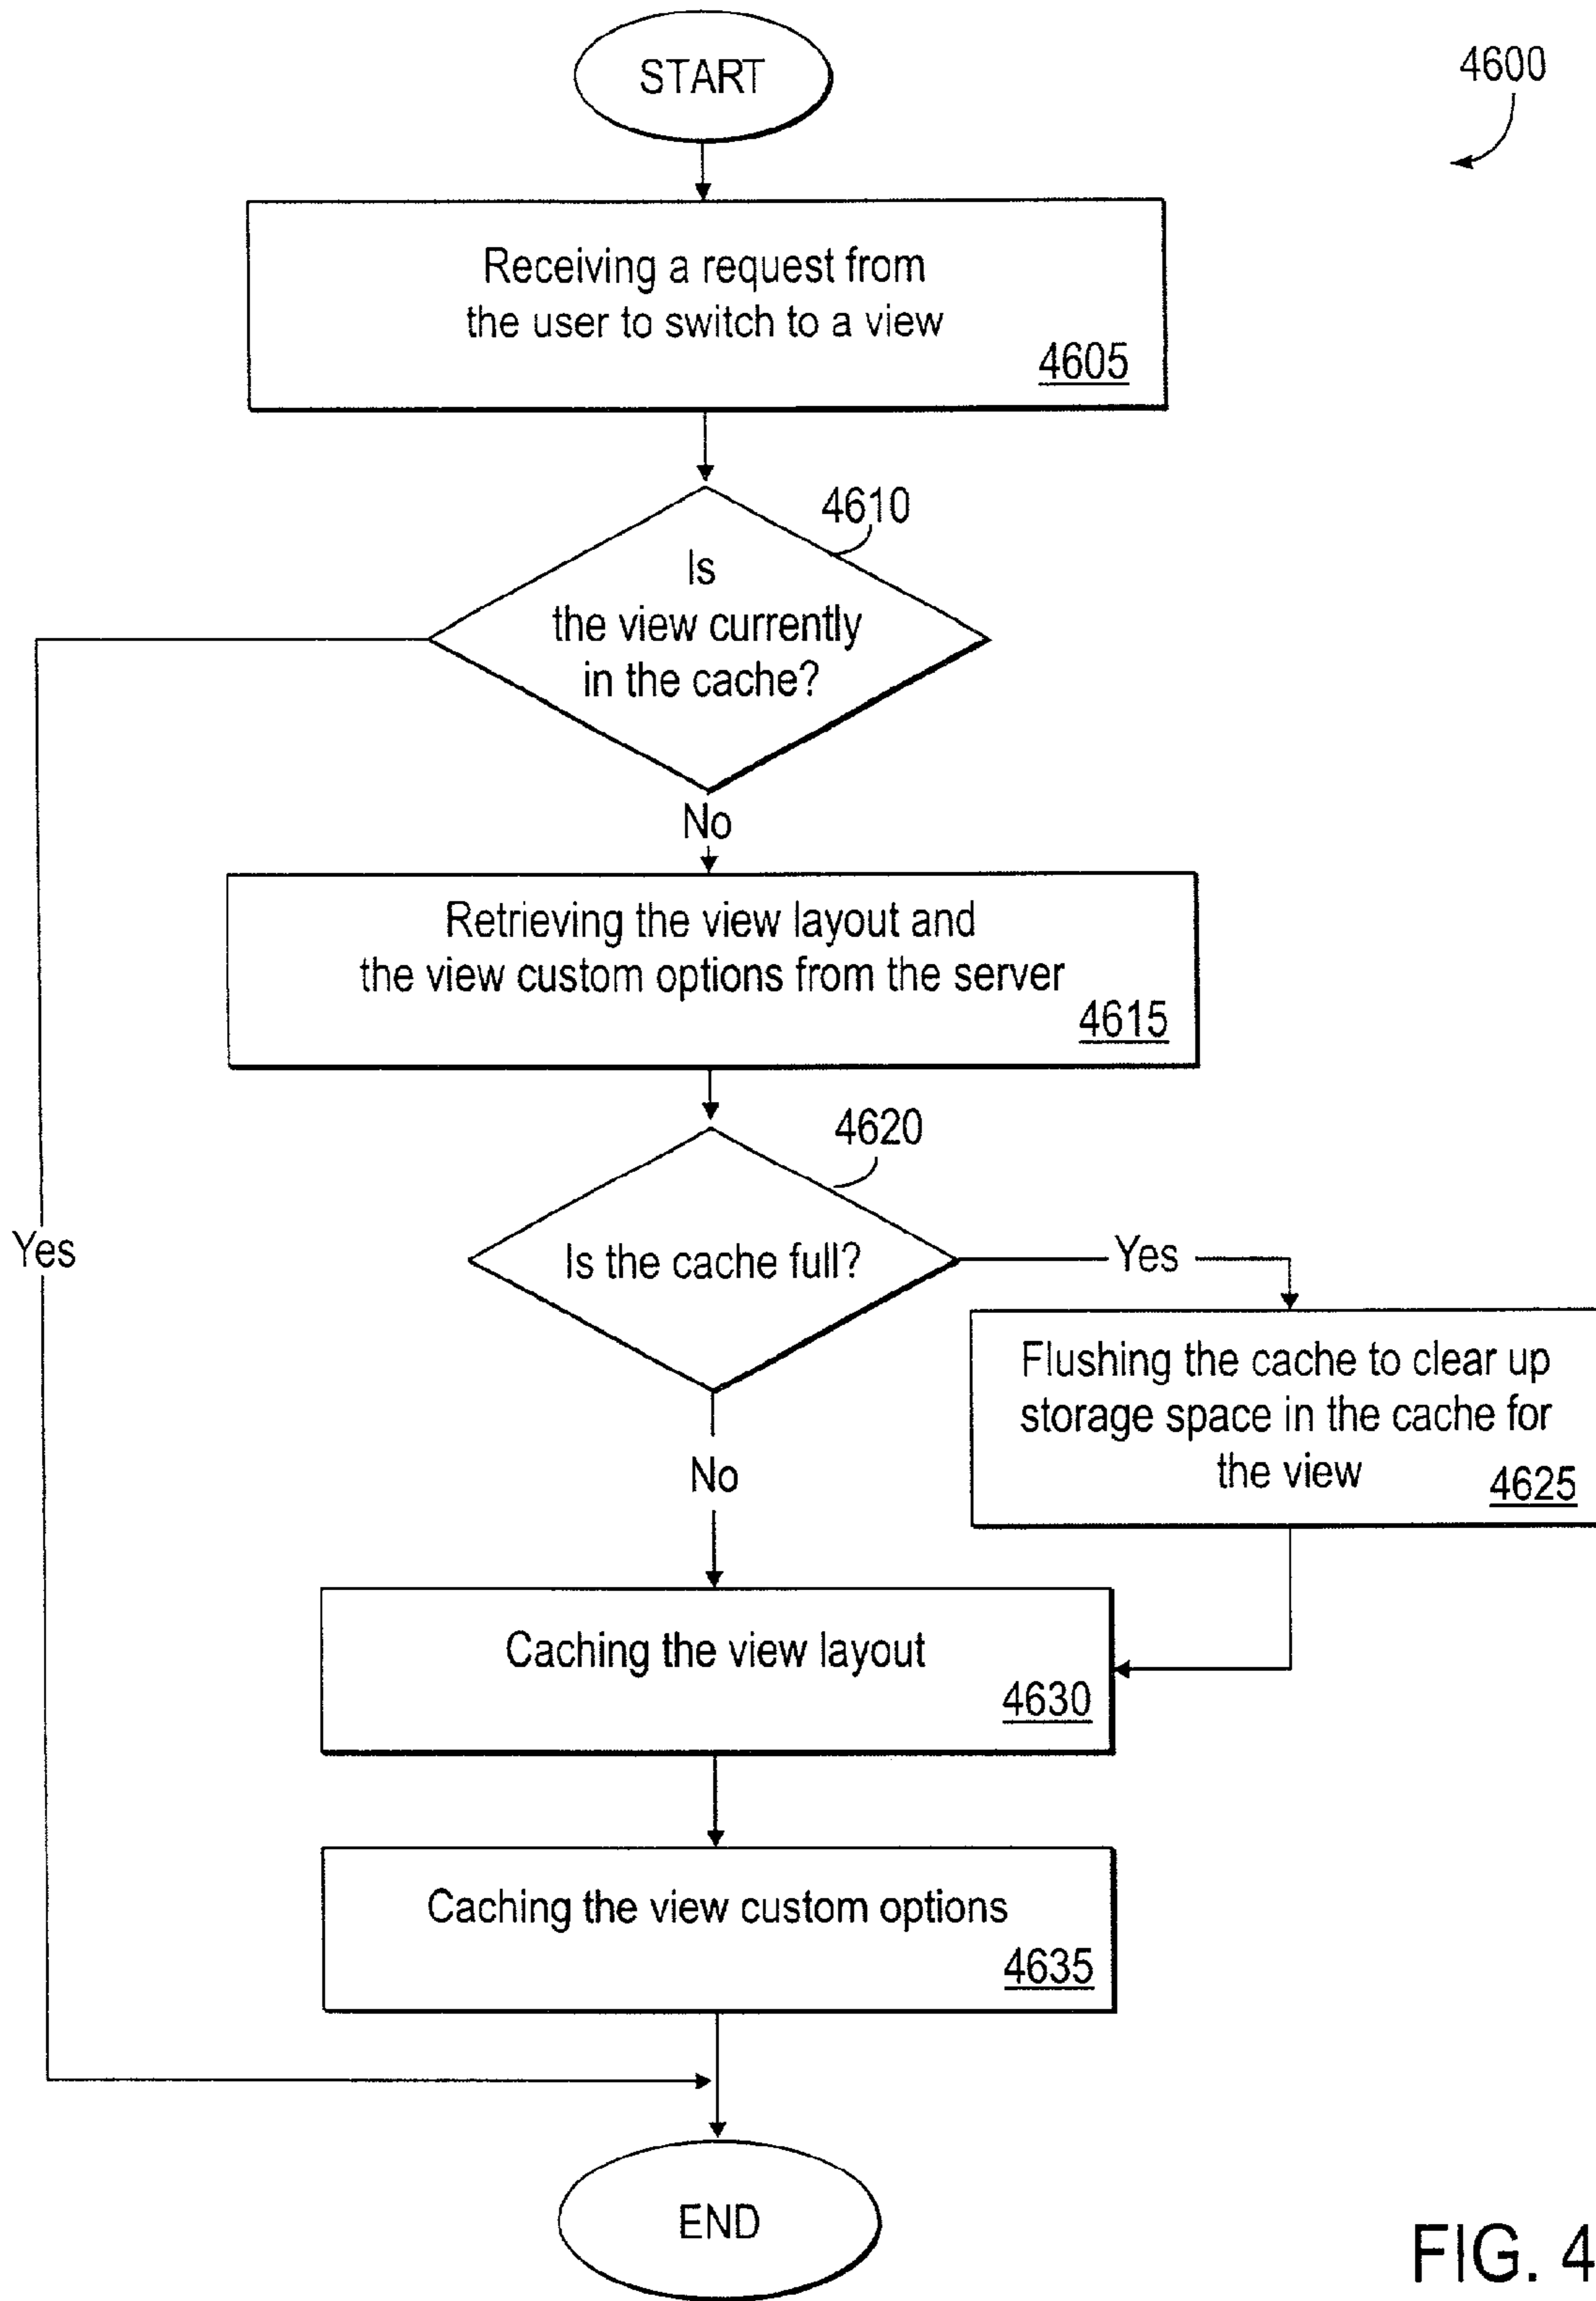 START
4600
Receiving a request from
the user to switch to a view
4605
4610
Is
the view currently
in the cache?
No
Retrieving the view layout and
the view custom options from the server
4615
4620
Yes
Is the cache full?
Yes
Flushing the cache to clear up
storage space in the cache for
the view
4625
No
Caching the view layout
4630
Caching the view custom options
4635
END
FIG. 4